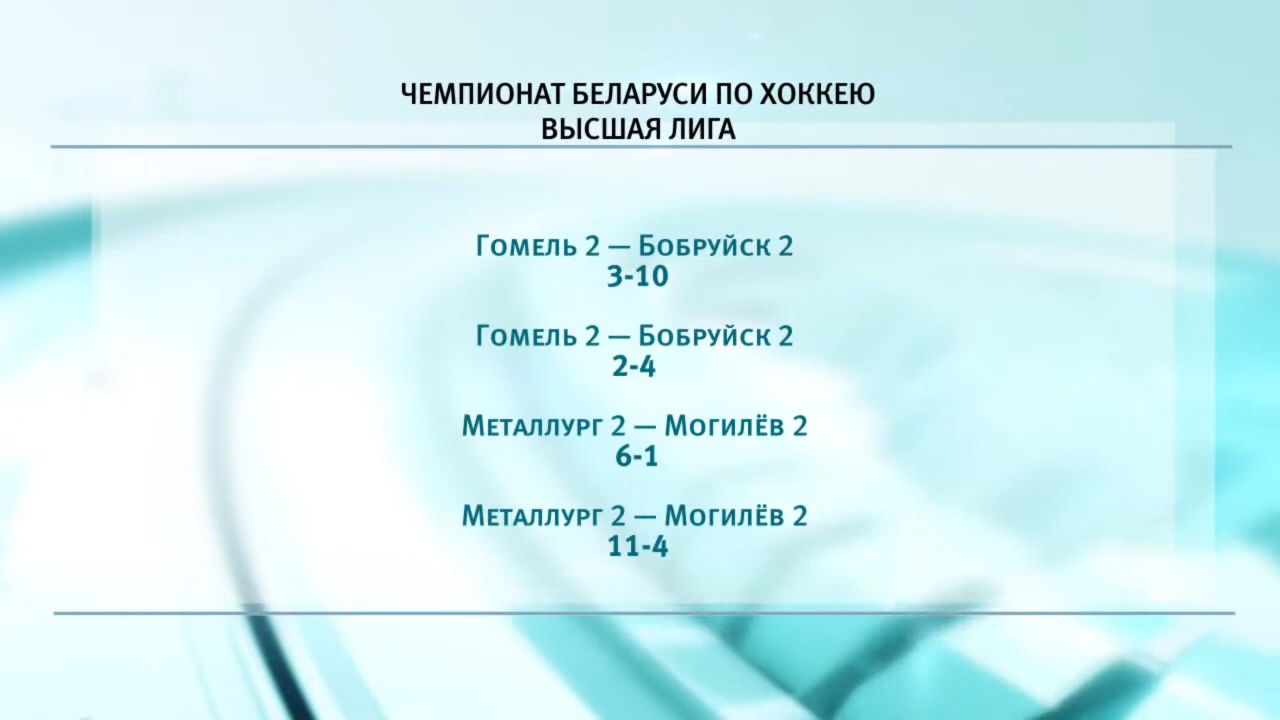 ЧЕМПИОНАТ БЕЛАРУСИ ПО ХОККЕЮ
ВЫСШАЯ ЛИГА
Гомель 2 — Бобруйск 2
3-10
Гомель 2 — Бобруйск 2
2-4
Металлург 2 — Могилёв 2
6-1
Металлург 2 — Могилёв 2
11-4